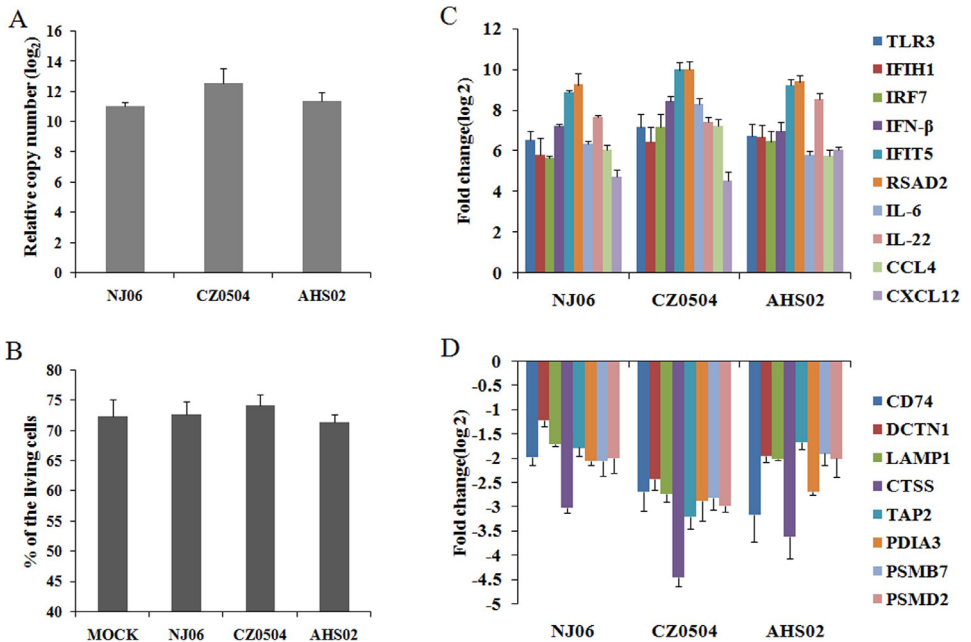 A
Relative copy number (log2)
16
14
12
10
8
6
4
2
0
NJ06 CZ0504 AHS02
B
% of the living cells
80
75
70
65
60
55
50
45
40
MOCK NJ06 CZ0504 AHS02
C
Fold change(log 2)
12
10
8
6
4
2
0
NJ06 CZ0504 AHS02
TLR3
IFIH1
IRF7
IFN-β
IFIT5
RSAD2
IL-6
IL-22
CCL4
CXCL12
D
Fold change(log 2)
0
-0.5
-1
-1.5
-2
-2.5
-3
-3.5
-4
-4.5
-5
NJ06 CZ0504 AHS02
CD74
DCTN1
LAMP1
CTSS
TAP2
PDIA3
PSMB7
PSMD2